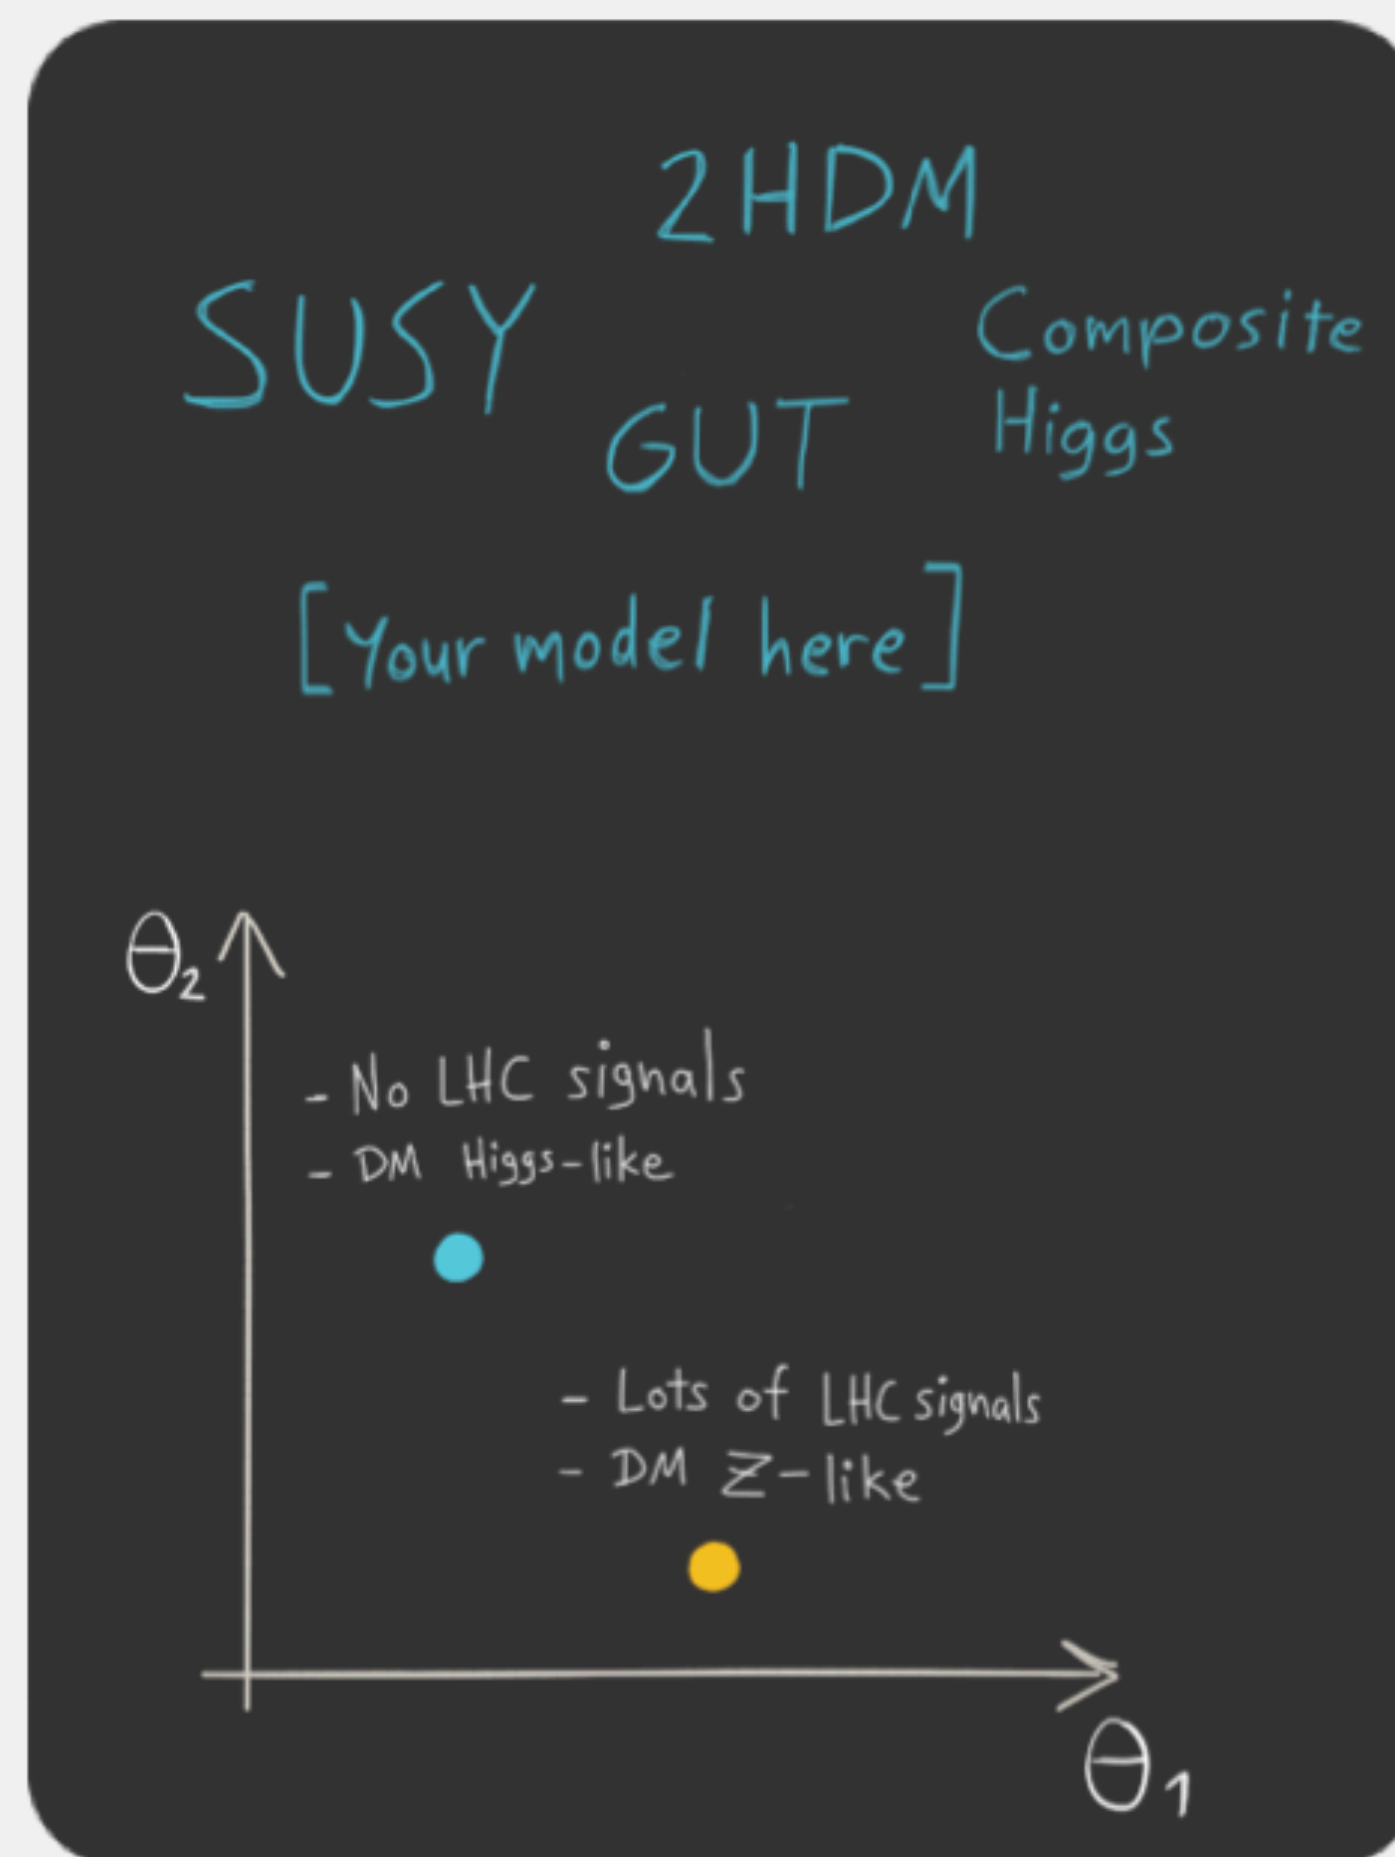 2HDM
SUSY
Composite
Higgs
GUT
[Your model here]
θ₂
- No LHC signals
- DM Higgs-like
- Lots of LHC signals
- DM Z-like
θ₁